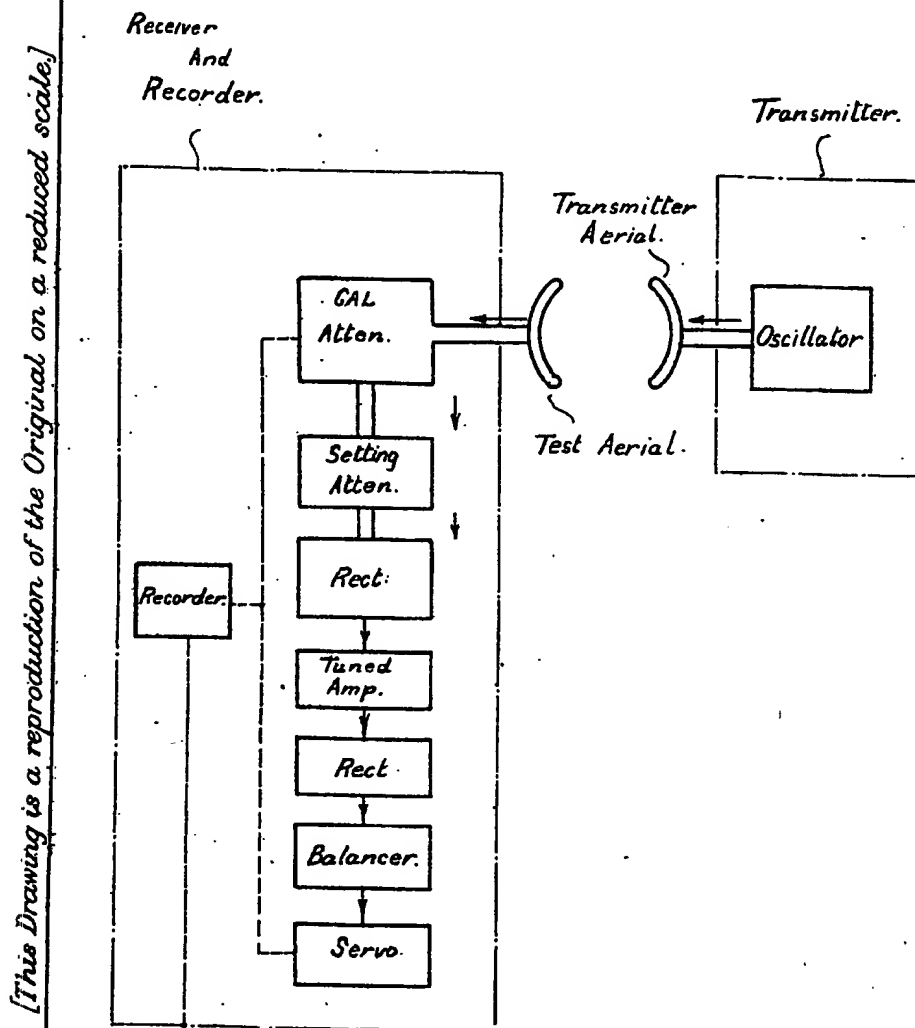 [This Drawing is a reproduction of the Original on a reduced scale.]
Receiver
And
Recorder.
Transmitter.
Transmitter
Aerial.
CAL
Atten.
Oscillator
Test Aerial.
Setting
Atten.
Rect.
Recorder.
Tuned
Amp.
Rect
Balancer.
Servo.